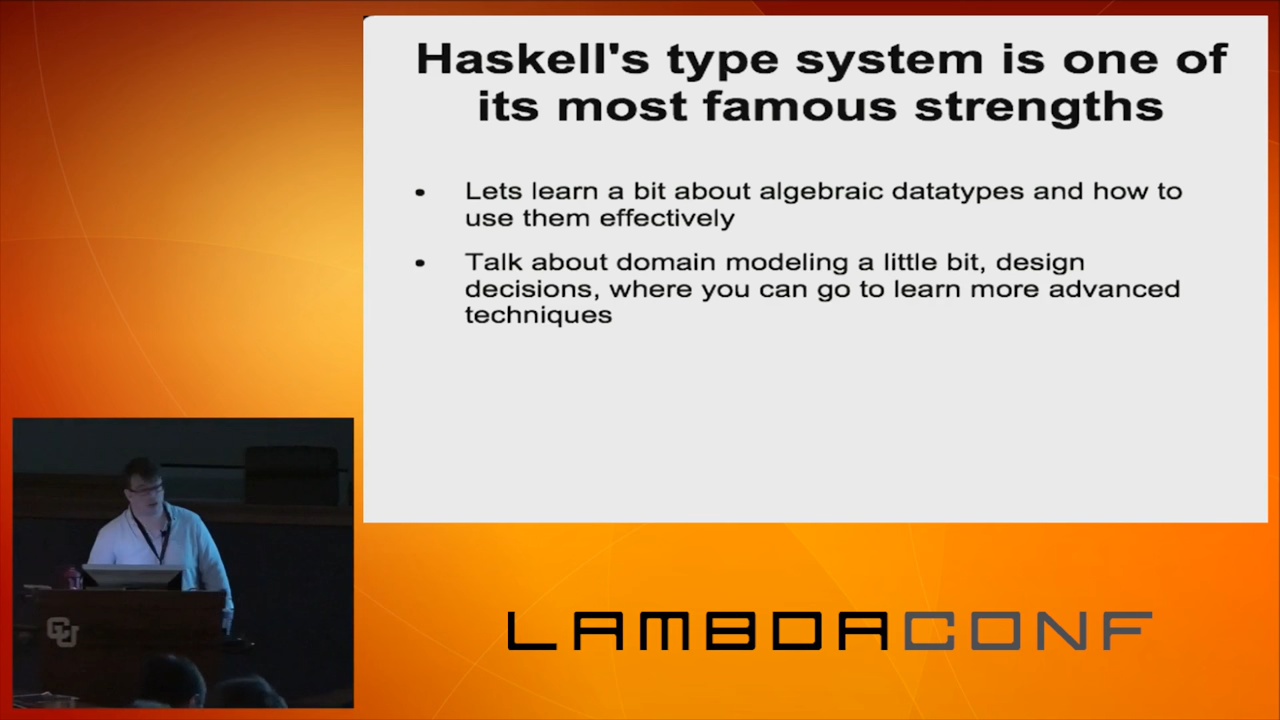 Haskell's type system is one of
its most famous strengths
• Lets learn a bit about algebraic datatypes and how to
use them effectively
• Talk about domain modeling a little bit, design
decisions, where you can go to learn more advanced
techniques
CU
LAMBDACONF